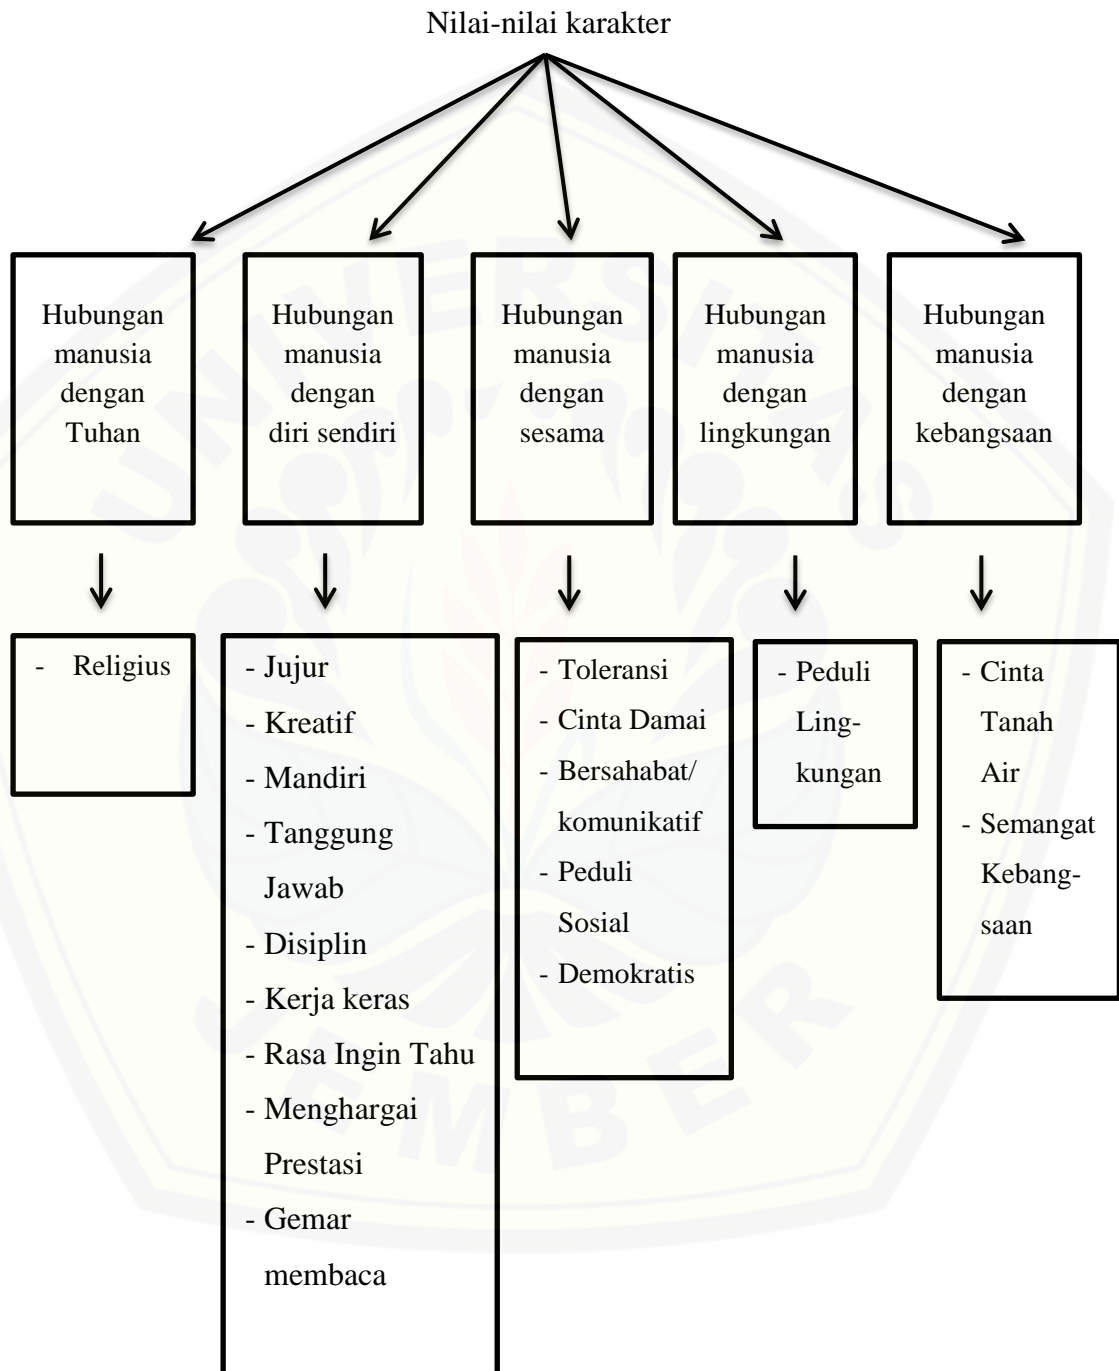 Nilai-nilai karakter
Hubungan
manusia
dengan
Tuhan
Hubungan
manusia
dengan
diri sendiri
Hubungan
manusia
dengan
sesama
Hubungan
manusia
dengan
lingkungan
Hubungan
manusia
dengan
kebangsaan
- Religius
- Jujur
- Kreatif
- Mandiri
- Tanggung
Jawab
- Disiplin
- Kerja keras
- Rasa Ingin Tahu
- Menghargai
Prestasi
- Gemar
membaca
- Toleransi
- Cinta Damai
- Bersahabat/
komunikatif
- Peduli
Sosial
- Demokratis
- Peduli
Ling-
kungan
- Cinta
Tanah
Air
- Semangat
Kebang-
saan
UNIVERSITAS
JEMBER